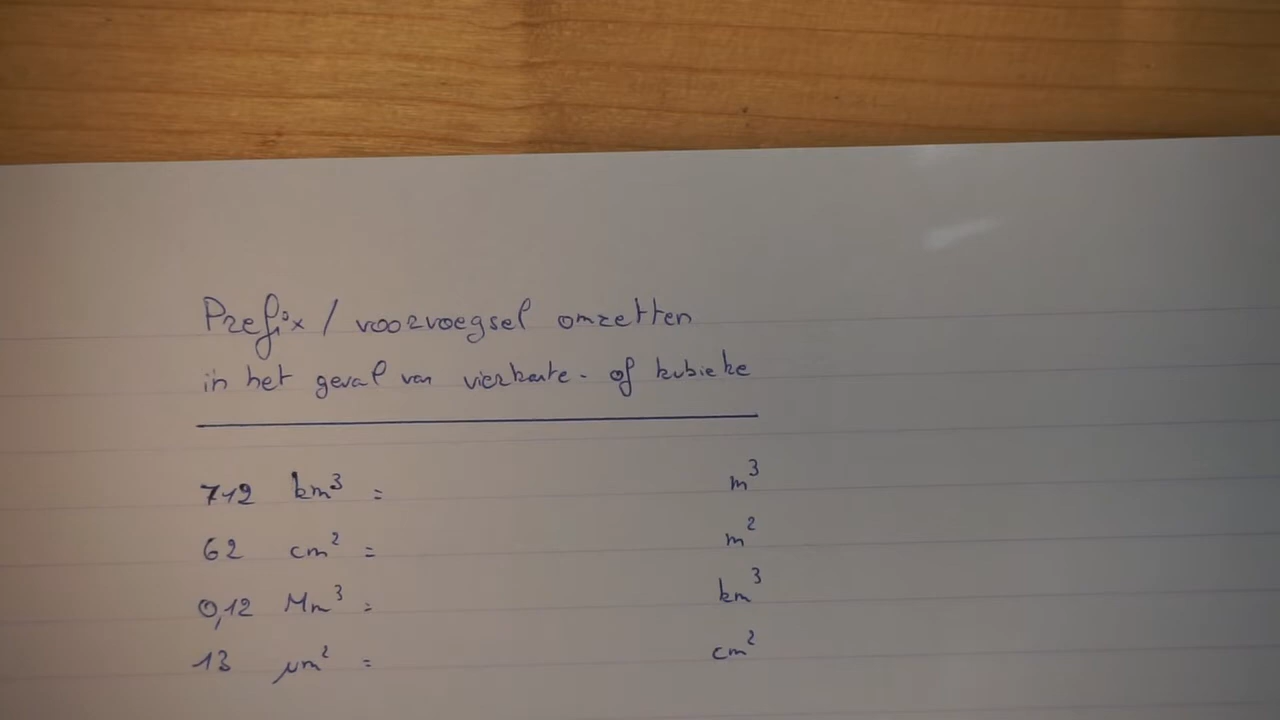 Prefix / voorvoegsel omzetten
in het geval van vierkante- of kubieke
712 km³ = m³
62 cm² = m²
0,12 Mm³ = km³
13 µm² = cm²